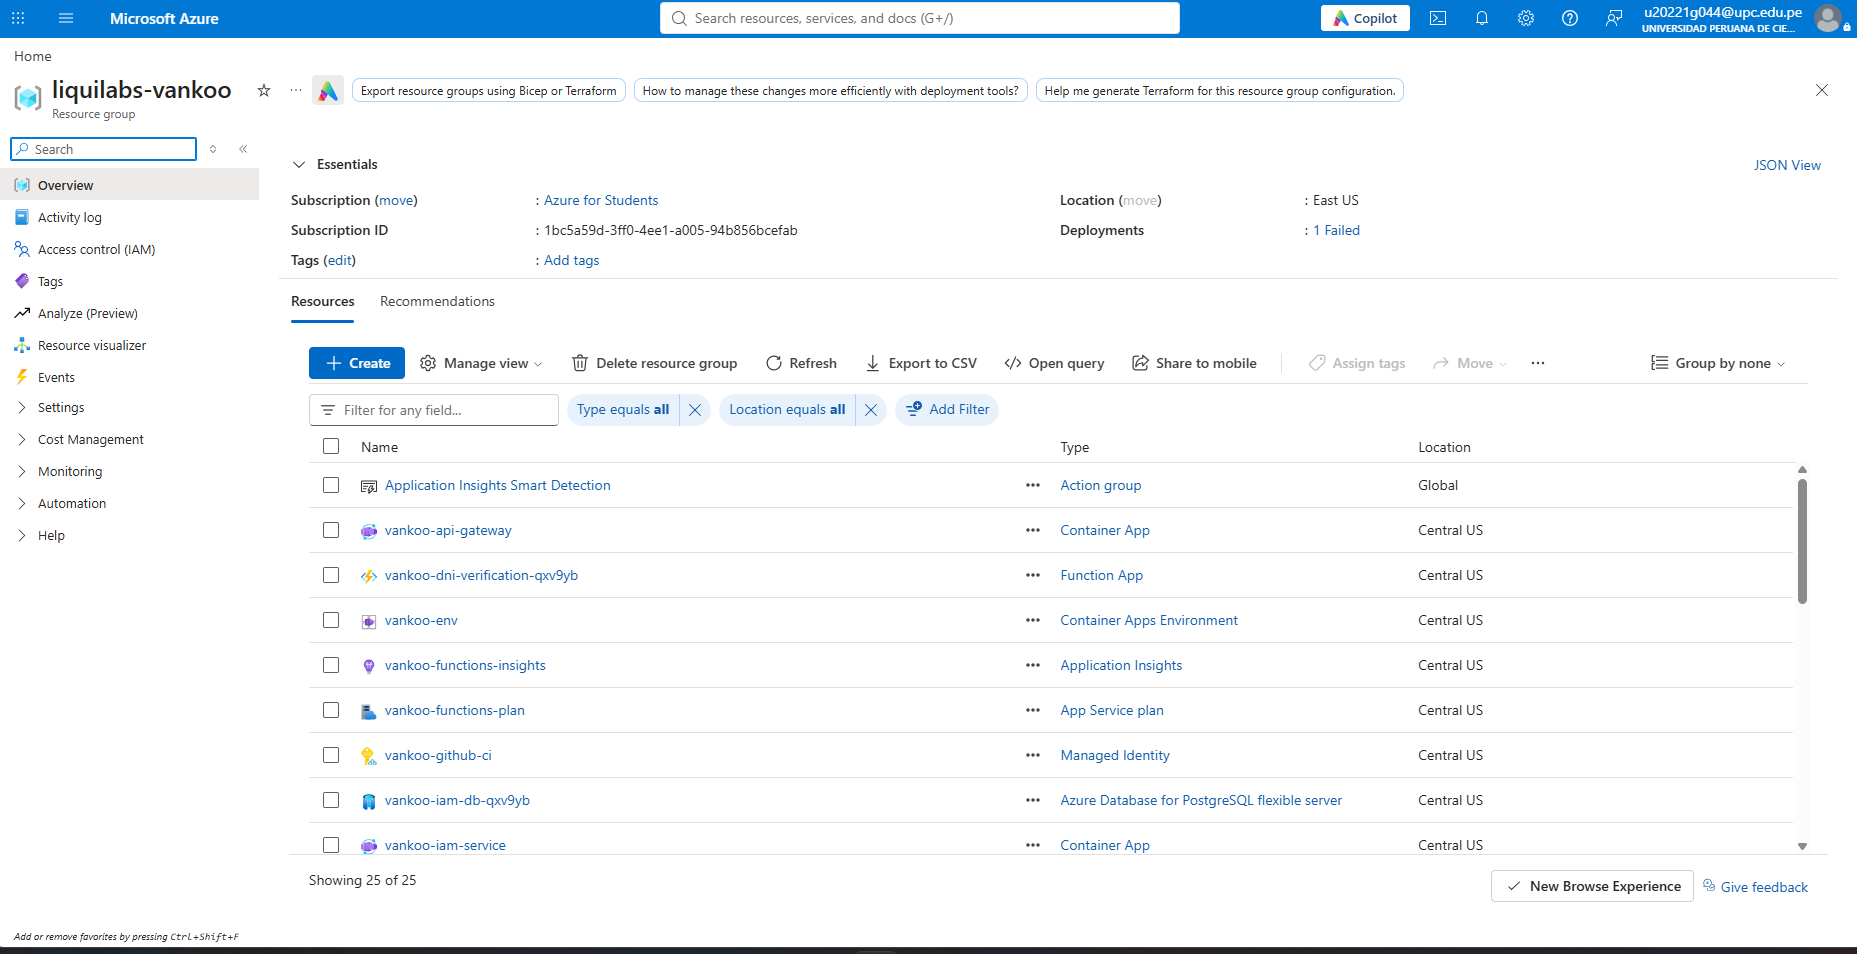 Microsoft Azure
Search resources, services, and docs (G+/)
Copilot
u20221g044@upc.edu.pe
UNIVERSIDAD PERUANA DE CIE...
Home
liquilabs-vankoo
Resource group
Export resource groups using Bicep or Terraform
How to manage these changes more efficiently with deployment tools?
Help me generate Terraform for this resource group configuration.
Search
Overview
Activity log
Access control (IAM)
Tags
Analyze (Preview)
Resource visualizer
Events
Settings
Cost Management
Monitoring
Automation
Help
Essentials
JSON View
Subscription (move) : Azure for Students
Location (move) : East US
Subscription ID : 1bc5a59d-3ff0-4ee1-a005-94b856bcefab
Deployments : 1 Failed
Tags (edit) : Add tags
Resources Recommendations
Create Manage view Delete resource group Refresh Export to CSV Open query Share to mobile Assign tags Move ... Group by none
Filter for any field... Type equals all Location equals all Add Filter
Name Type Location
Application Insights Smart Detection Action group Global
vankoo-api-gateway Container App Central US
vankoo-dni-verification-qxv9yb Function App Central US
vankoo-env Container Apps Environment Central US
vankoo-functions-insights Application Insights Central US
vankoo-functions-plan App Service plan Central US
vankoo-github-ci Managed Identity Central US
vankoo-iam-db-qxv9yb Azure Database for PostgreSQL flexible server Central US
vankoo-iam-service Container App Central US
Showing 25 of 25
New Browse Experience Give feedback
Add or remove favorites by pressing Ctrl+Shift+F